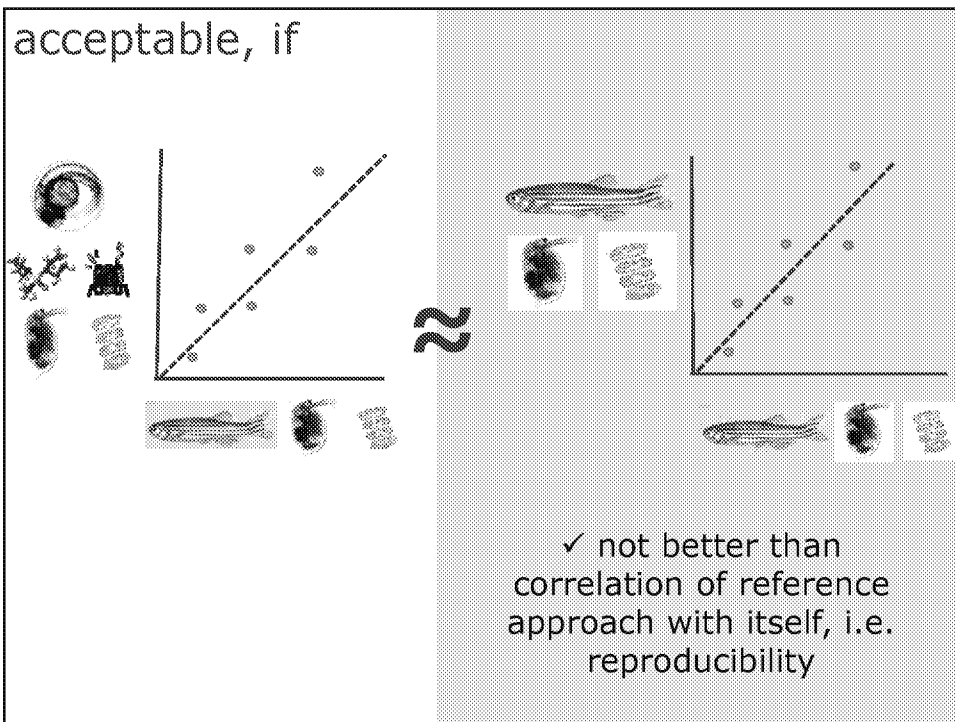 acceptable, if
≈
✓ not better than
correlation of reference
approach with itself, i.e.
reproducibility